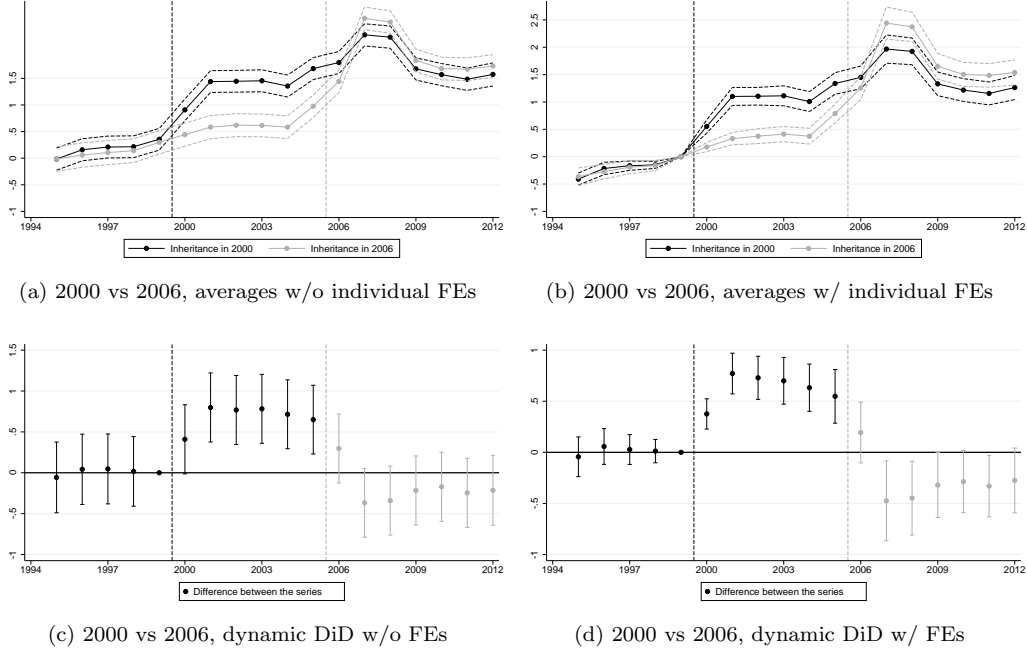 1.5
1
.5
0
-.5
-1
1994 1997 2000 2003 2006 2009 2012
Inheritance in 2000 Inheritance in 2006
(a) 2000 vs 2006, averages w/o individual FEs
2.5
2
1.5
1
.5
0
-.5
-1
1994 1997 2000 2003 2006 2009 2012
Inheritance in 2000 Inheritance in 2006
(b) 2000 vs 2006, averages w/ individual FEs
1.5
1
.5
0
-.5
-1
1994 1997 2000 2003 2006 2009 2012
Difference between the series
(c) 2000 vs 2006, dynamic DiD w/o FEs
1
.5
0
-.5
-1
1994 1997 2000 2003 2006 2009 2012
Difference between the series
(d) 2000 vs 2006, dynamic DiD w/ FEs